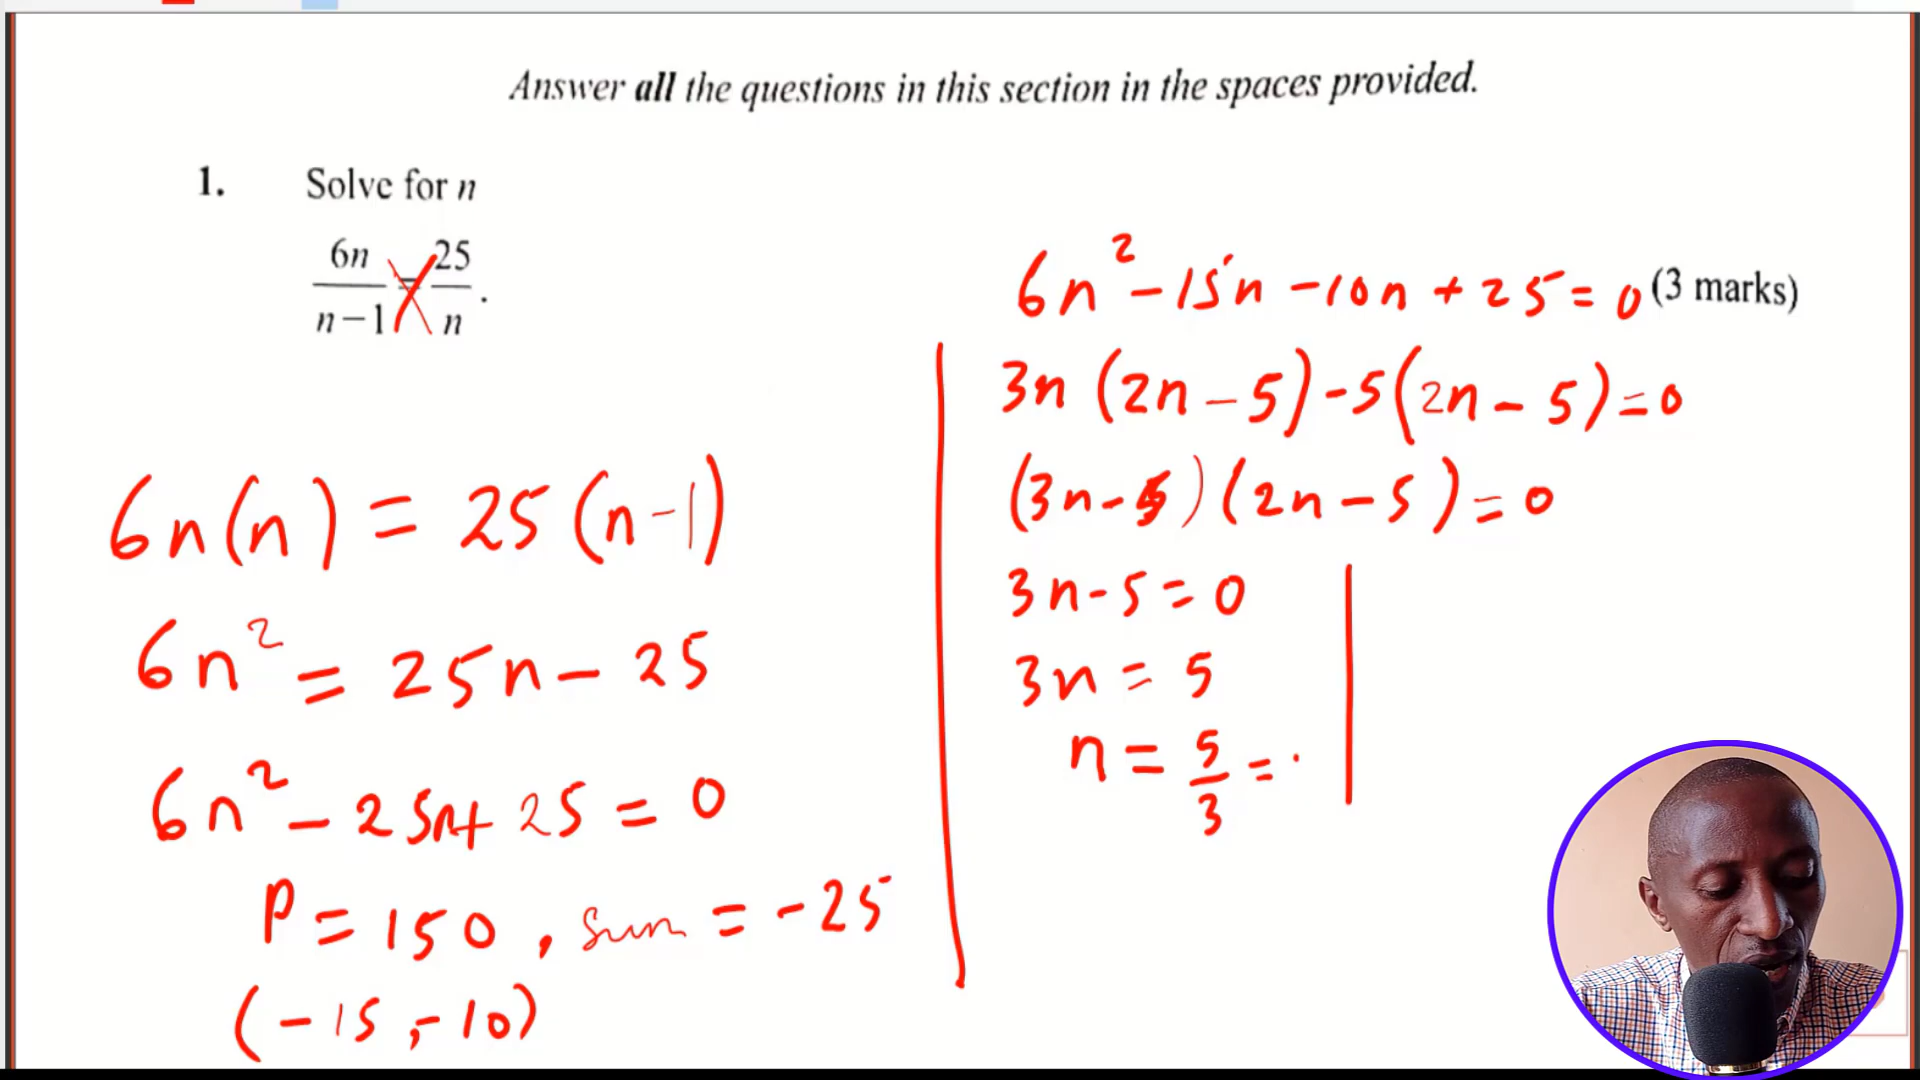 Answer all the questions in this section in the spaces provided.
1. Solve for n
6n/(n−1) = 25/n.
(3 marks)
6n(n) = 25(n-1)
6n² = 25n - 25
6n² - 25n + 25 = 0
P = 150, sum = -25
(-15, -10)
6n² - 15n - 10n + 25 = 0
3n(2n - 5) - 5(2n - 5) = 0
(3n - 5)(2n - 5) = 0
3n - 5 = 0
3n = 5
n = 5/3 =